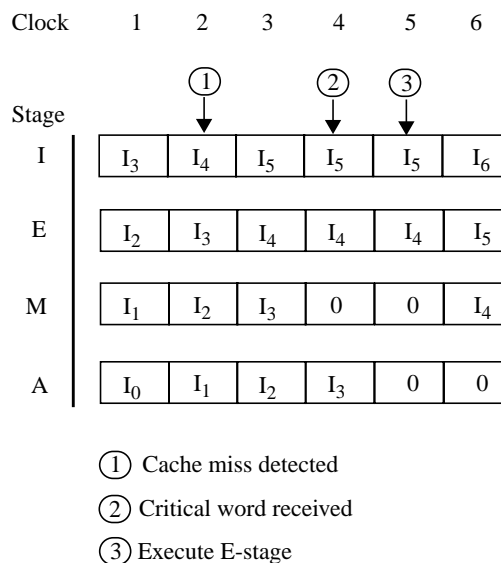 Clock 1 2 3 4 5 6
1 2 3
Stage
I I3 I4 I5 I5 I5 I6
E I2 I3 I4 I4 I4 I5
M I1 I2 I3 0 0 I4
A I0 I1 I2 I3 0 0
1 Cache miss detected
2 Critical word received
3 Execute E-stage